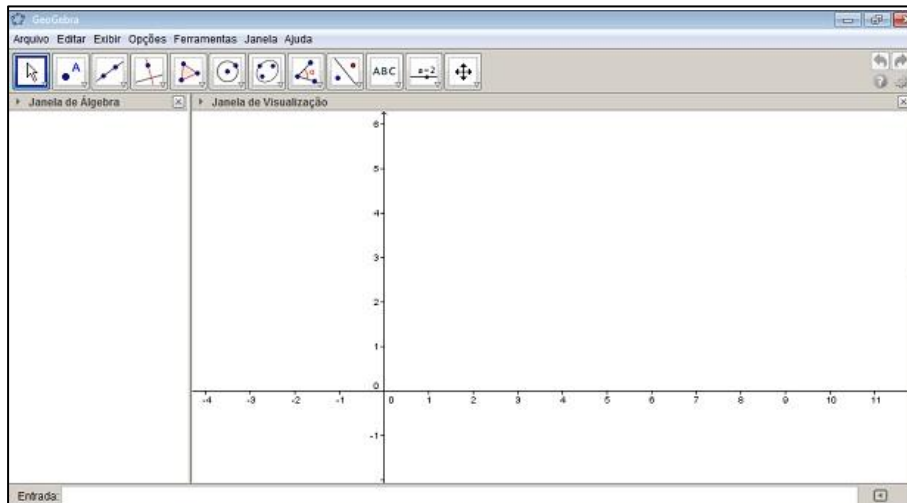 GeoGebra
Arquivo Editar Exibir Opções Ferramentas Janela Ajuda
A α ABC a=2
Janela de Álgebra Janela de Visualização
6
5
4
3
2
1
0
-4 -3 -2 -1 0 1 2 3 4 5 6 7 8 9 10 11
-1
Entrada: